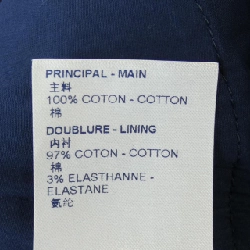 PRINCIPAL - MAIN
主料
100% COTON - COTTON
棉
DOUBLURE - LINING
内衬
97% COTON - COTTON
棉
3% ELASTHANNE -
ELASTANE
氨纶